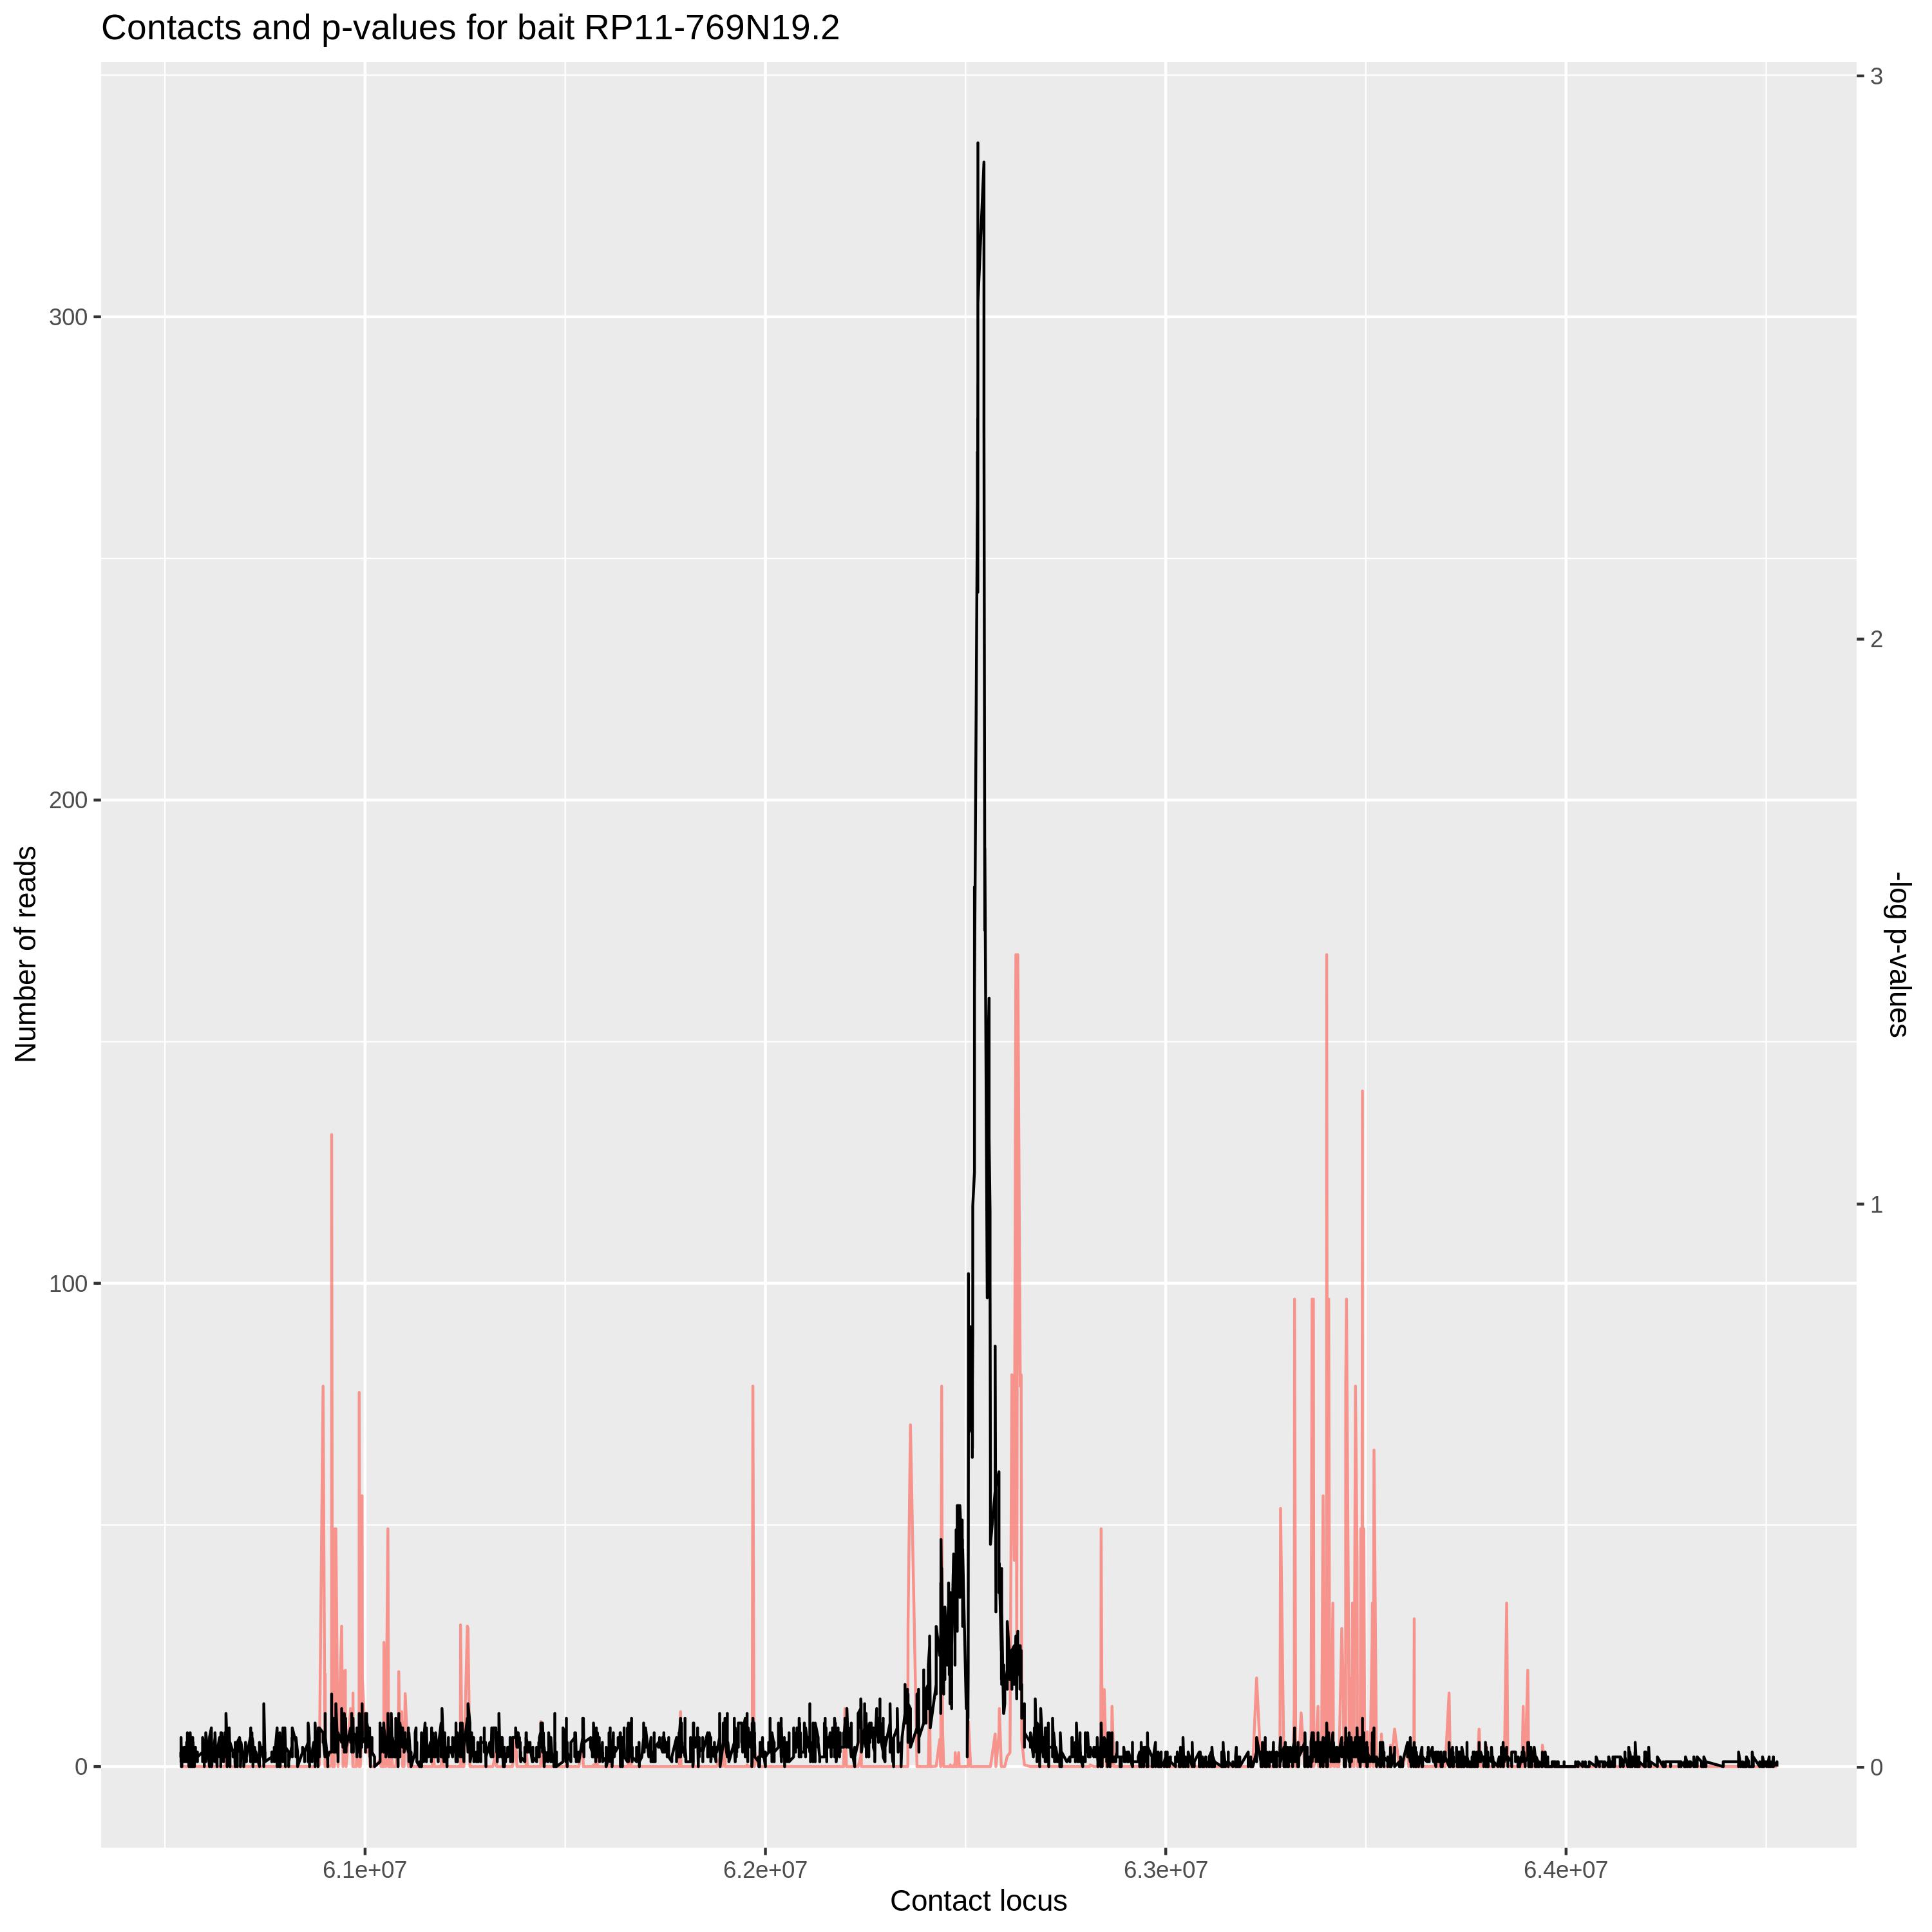 Contacts and p-values for bait RP11-769N19.2
3
300
2
200
Number of reads
-log p-values
1
100
0
0
6.1e+07
6.2e+07
6.3e+07
6.4e+07
Contact locus